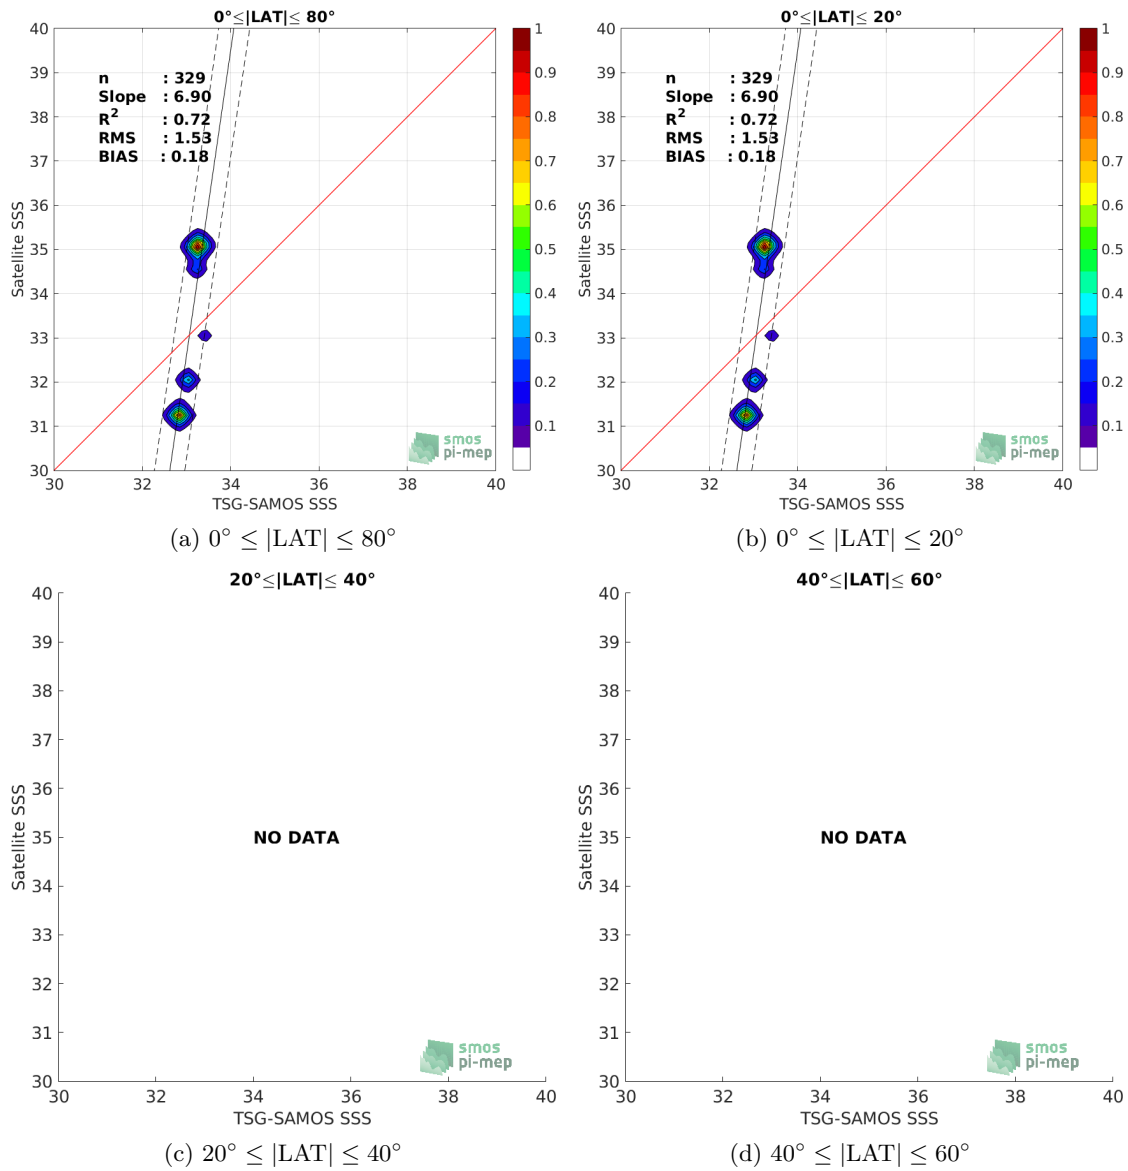 0°≤|LAT|≤ 80°
40
39
38
37
36
35
34
33
32
31
30
Satellite SSS
n : 329
Slope : 6.90
R² : 0.72
RMS : 1.53
BIAS : 0.18
1
0.9
0.8
0.7
0.6
0.5
0.4
0.3
0.2
0.1
smos
pi-mep
30 32 34 36 38 40
TSG-SAMOS SSS
(a) 0° ≤ |LAT| ≤ 80°
0°≤|LAT|≤ 20°
40
39
38
37
36
35
34
33
32
31
30
Satellite SSS
n : 329
Slope : 6.90
R² : 0.72
RMS : 1.53
BIAS : 0.18
1
0.9
0.8
0.7
0.6
0.5
0.4
0.3
0.2
0.1
smos
pi-mep
30 32 34 36 38 40
TSG-SAMOS SSS
(b) 0° ≤ |LAT| ≤ 20°
20°≤|LAT|≤ 40°
40
39
38
37
36
35
34
33
32
31
30
Satellite SSS
NO DATA
smos
pi-mep
30 32 34 36 38 40
TSG-SAMOS SSS
(c) 20° ≤ |LAT| ≤ 40°
40°≤|LAT|≤ 60°
40
39
38
37
36
35
34
33
32
31
30
Satellite SSS
NO DATA
smos
pi-mep
30 32 34 36 38 40
TSG-SAMOS SSS
(d) 40° ≤ |LAT| ≤ 60°